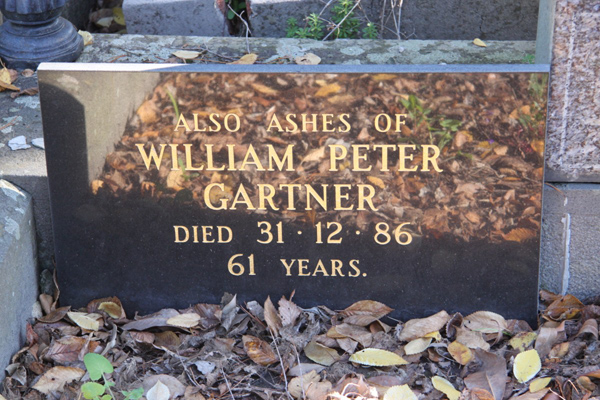 ALSO ASHES OF
WILLIAM PETER
GARTNER
DIED 31 · 12 · 86
61 YEARS.